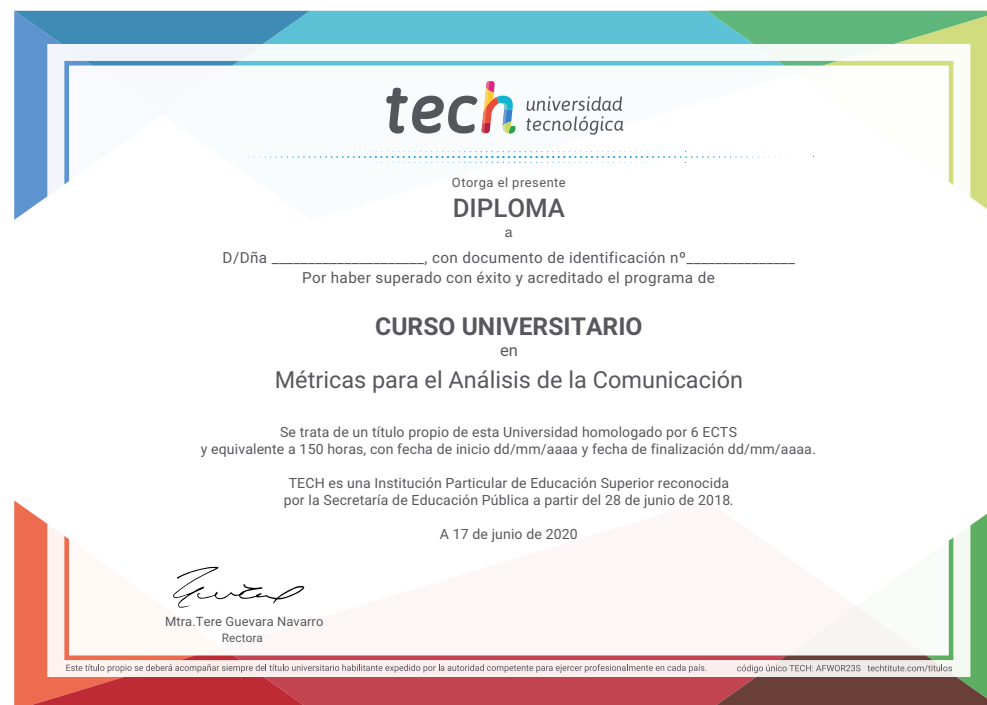 tech universidad
tecnológica
Otorga el presente
DIPLOMA
a
D/Dña _____________________, con documento de identificación nº_______________
Por haber superado con éxito y acreditado el programa de
CURSO UNIVERSITARIO
en
Métricas para el Análisis de la Comunicación
Se trata de un título propio de esta Universidad homologado por 6 ECTS
y equivalente a 150 horas, con fecha de inicio dd/mm/aaaa y fecha de finalización dd/mm/aaaa.
TECH es una Institución Particular de Educación Superior reconocida
por la Secretaría de Educación Pública a partir del 28 de junio de 2018.
A 17 de junio de 2020
Mtra.Tere Guevara Navarro
Rectora
Este título propio se deberá acompañar siempre del título universitario habilitante expedido por la autoridad competente para ejercer profesionalmente en cada país. código único TECH: AFWOR23S techtitute.com/titulos